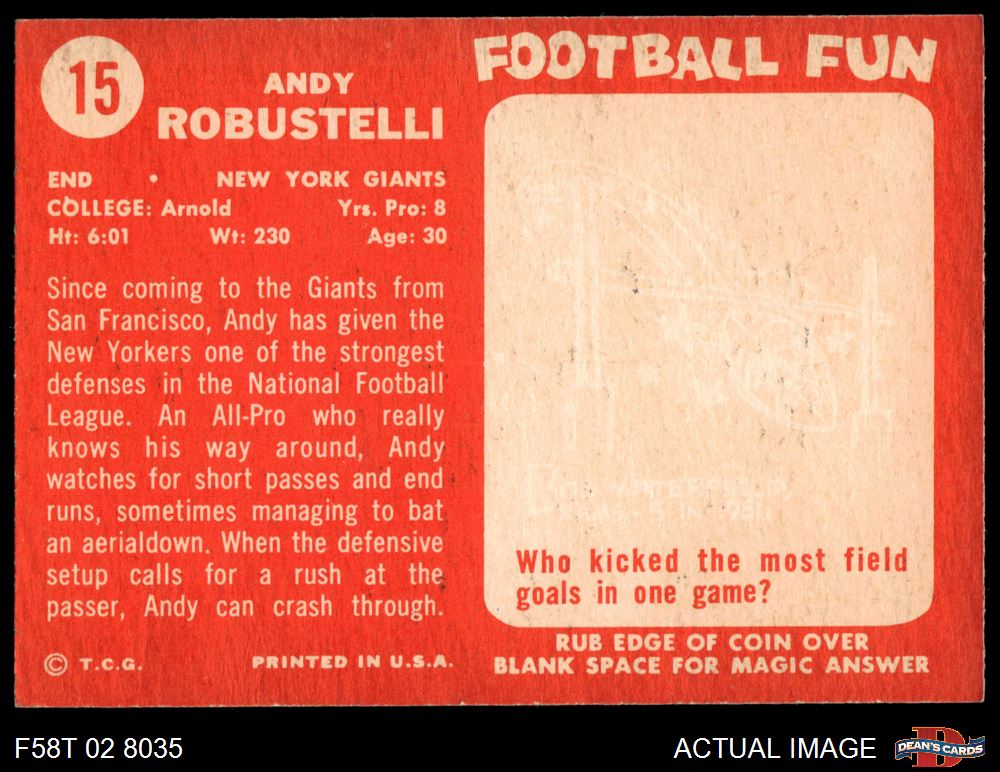 15
ANDY
ROBUSTELLI
END • NEW YORK GIANTS
COLLEGE: Arnold Yrs. Pro: 8
Ht: 6:01 Wt: 230 Age: 30
Since coming to the Giants from
San Francisco, Andy has given the
New Yorkers one of the strongest
defenses in the National Football
League. An All-Pro who really
knows his way around, Andy
watches for short passes and end
runs, sometimes managing to bat
an aerialdown. When the defensive
setup calls for a rush at the
passer, Andy can crash through.
© T.C.G. PRINTED IN U.S.A.
FOOTBALL FUN
WATERFIELD,
Who kicked the most field
goals in one game?
RUB EDGE OF COIN OVER
BLANK SPACE FOR MAGIC ANSWER
F58T 02 8035
ACTUAL IMAGE
DEAN'S CARDS